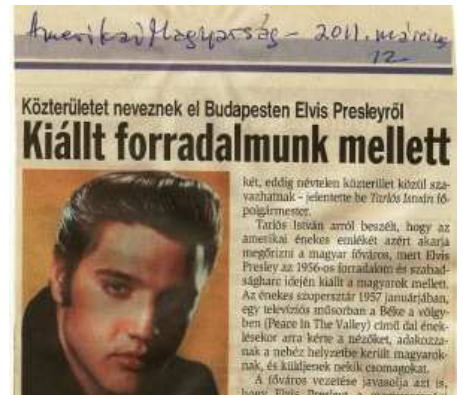 Amerikai Magyarság - 2011. március
12.
Közterületet neveznek el Budapesten Elvis Presleyről
Kiállt forradalmunk mellett
két, eddig névtelen közterület közül sza-
vazhatnak – jelentette be Tarlós István fő-
polgármester.
Tarlós István arról beszélt, hogy az
amerikai énekes emlékét azért akarja
megőrizni a magyar főváros, mert Elvis
Presley az 1956-os forradalom és szabad-
ságharc idején kiállt a magyarok mellett.
Az énekes szupersztár 1957 januárjában,
egy televíziós műsorban a Béke a völgy-
ben (Peace In The Valley) című dal ének-
lésekor arra kérte a nézőket, adakozza-
nak a nehéz helyzetbe került magyarok-
nak, és küldjenek nekik csomagokat.
A főváros vezetése javasolja azt is,
hogy Elvis Presleyt a